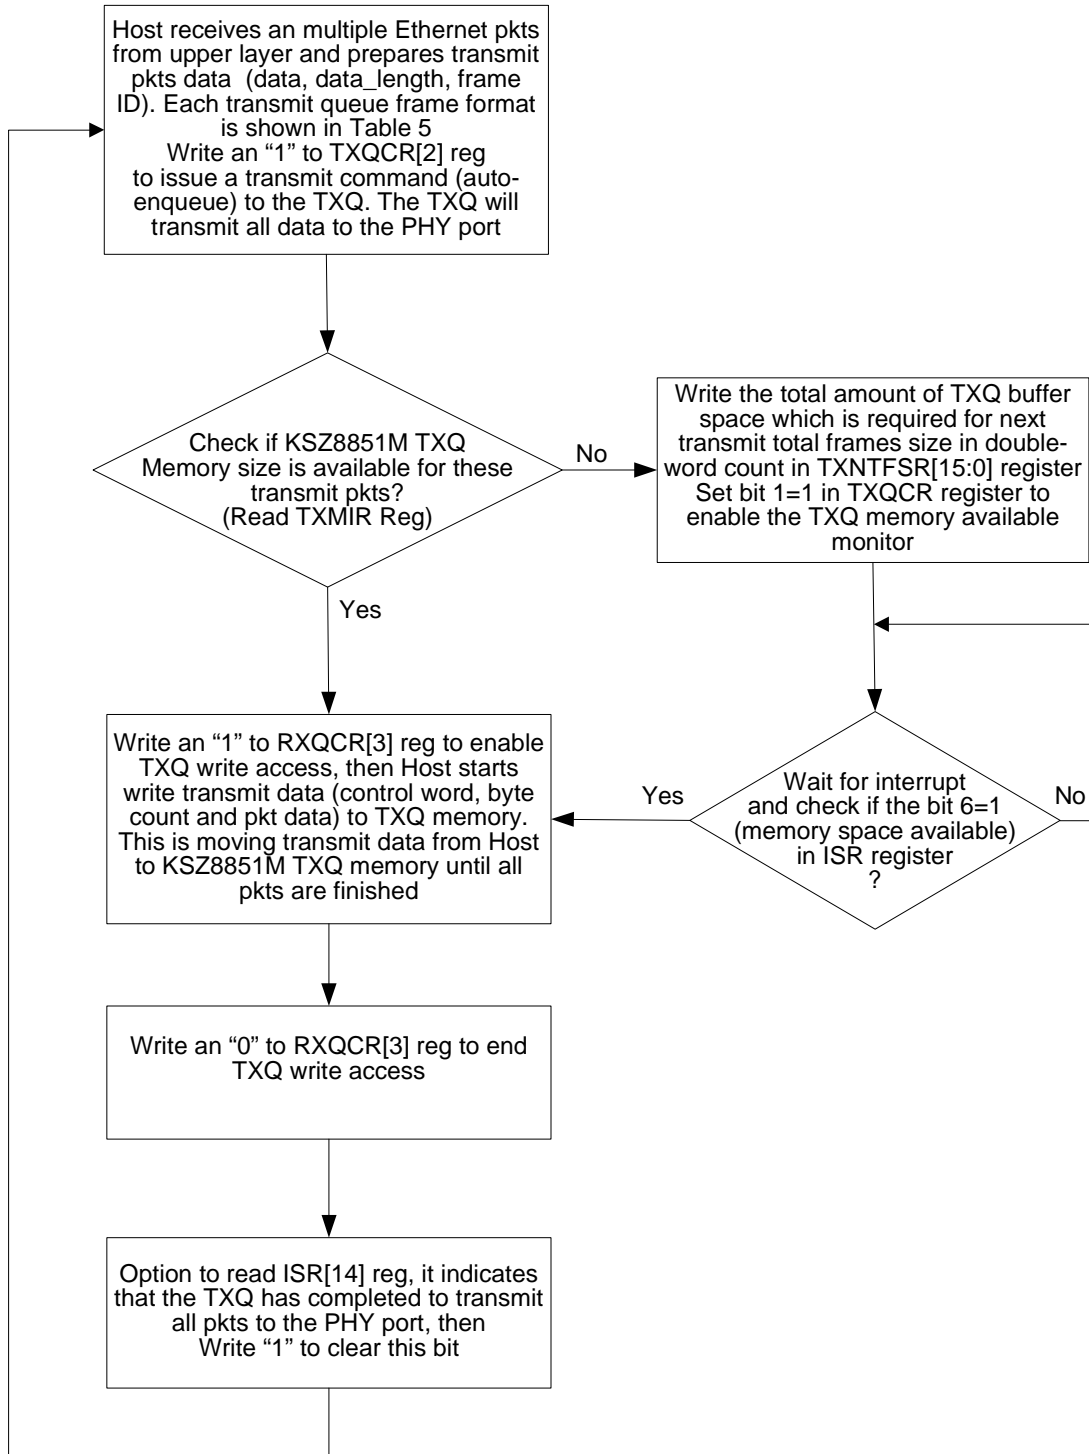 Host receives an multiple Ethernet pkts
from upper layer and prepares transmit
pkts data (data, data_length, frame
ID). Each transmit queue frame format
is shown in Table 5
Write an “1” to TXQCR[2] reg
to issue a transmit command (auto-
enqueue) to the TXQ. The TXQ will
transmit all data to the PHY port
Check if KSZ8851M TXQ
Memory size is available for these
transmit pkts?
(Read TXMIR Reg)
No
Write the total amount of TXQ buffer
space which is required for next
transmit total frames size in double-
word count in TXNTFSR[15:0] register
Set bit 1=1 in TXQCR register to
enable the TXQ memory available
monitor
Yes
Write an “1” to RXQCR[3] reg to enable
TXQ write access, then Host starts
write transmit data (control word, byte
count and pkt data) to TXQ memory.
This is moving transmit data from Host
to KSZ8851M TXQ memory until all
pkts are finished
Yes
Wait for interrupt
and check if the bit 6=1
(memory space available)
in ISR register
?
No
Write an “0” to RXQCR[3] reg to end
TXQ write access
Option to read ISR[14] reg, it indicates
that the TXQ has completed to transmit
all pkts to the PHY port, then
Write “1” to clear this bit